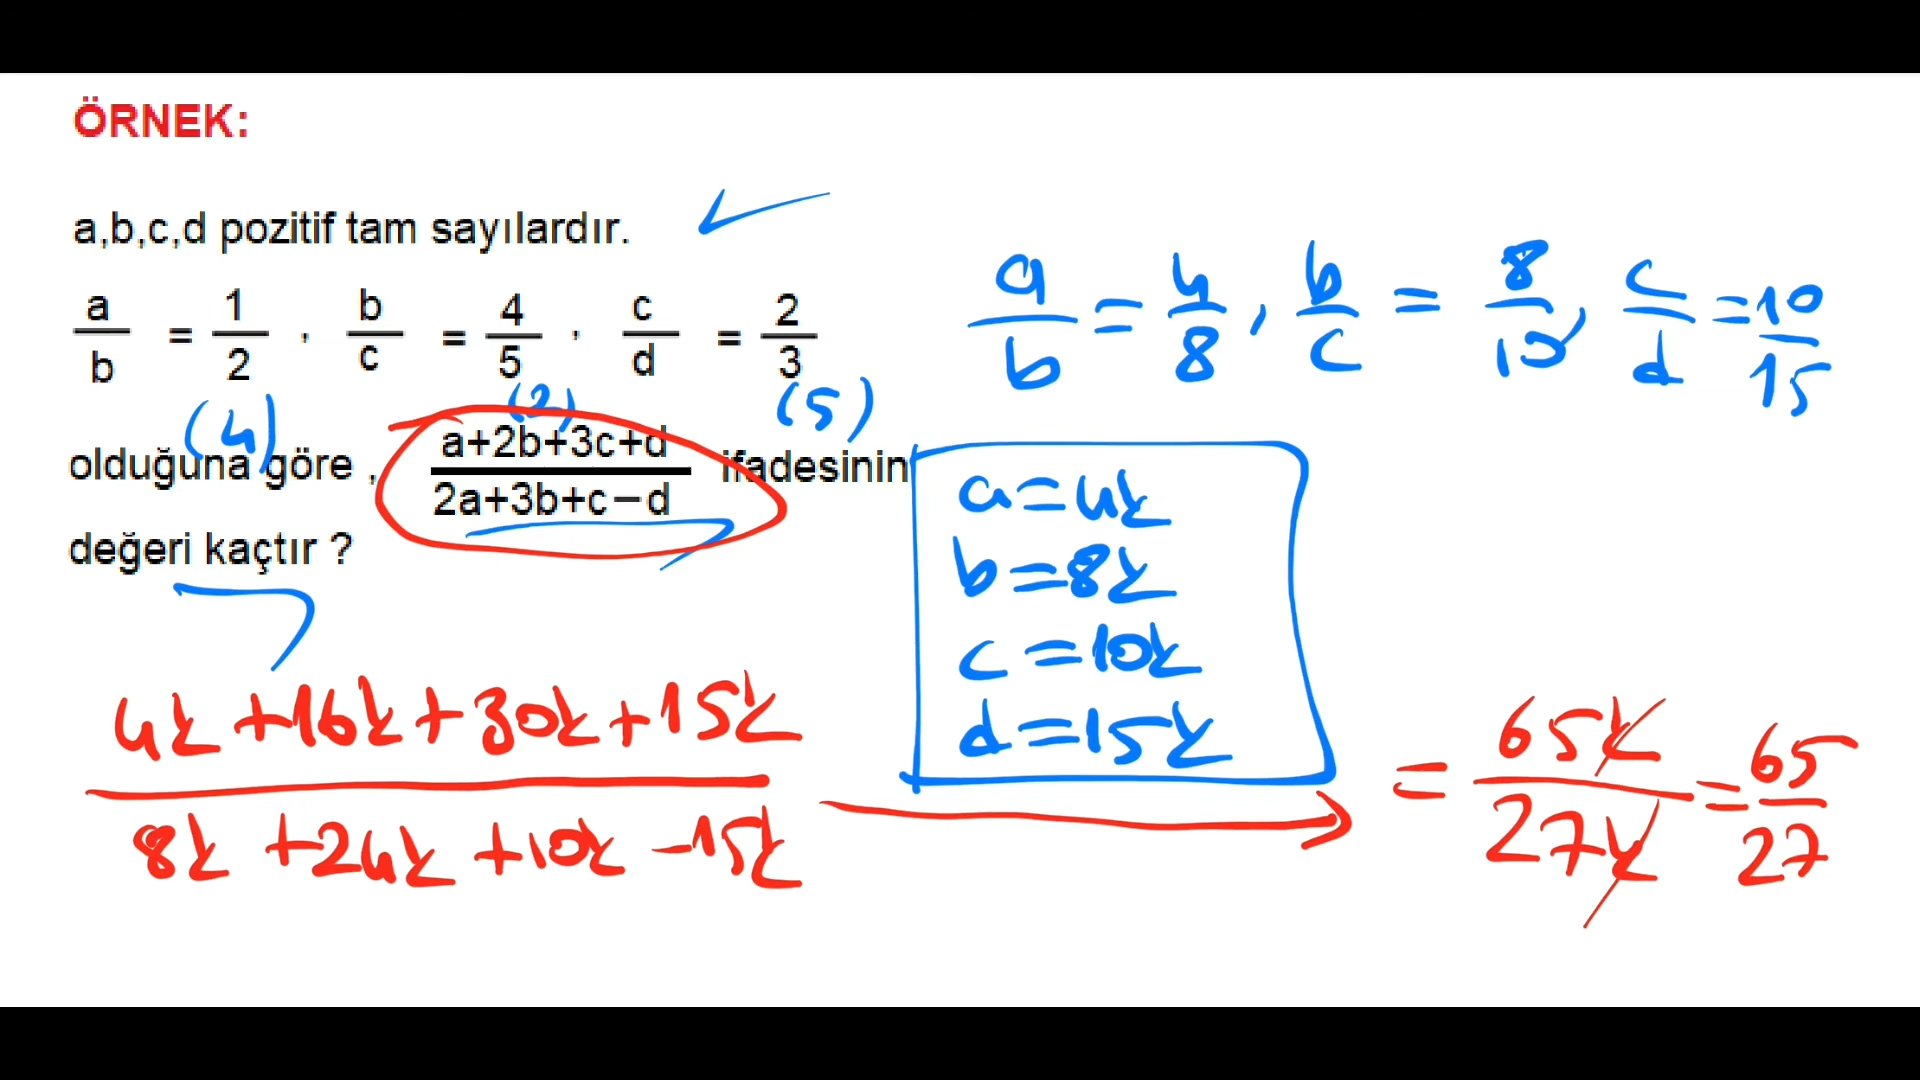 ÖRNEK:
a,b,c,d pozitif tam sayılardır.
a/b = 1/2 , b/c = 4/5 , c/d = 2/3
(4) (2) (5)
olduğuna göre , (a+2b+3c+d)/(2a+3b+c−d) ifadesinin
değeri kaçtır ?
a/b = 4/8 , b/c = 8/10 , c/d = 10/15
a=4k
b=8k
c=10k
d=15k
(4k+16k+30k+15k)/(8k+24k+10k−15k)
= 65k/27k = 65/27